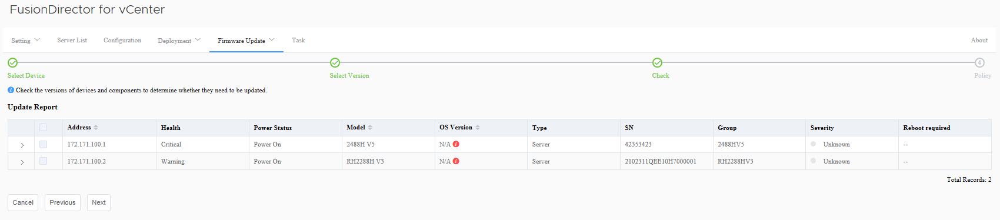 FusionDirector for vCenter
Setting Server List Configuration Deployment Firmware Update Task About
4
Select Device Select Version Check Policy
Check the versions of devices and components to determine whether they need to be updated.
Update Report
Address Health Power Status Model OS Version Type SN Group Severity Reboot required
172.171.100.1 Critical Power On 2488H V5 N/A Server 42353423 2488HV5 Unknown --
172.171.100.2 Warning Power On RH2288H V3 N/A Server 2102311QEE10H7000001 RH2288HV3 Unknown --
Total Records: 2
Cancel Previous Next